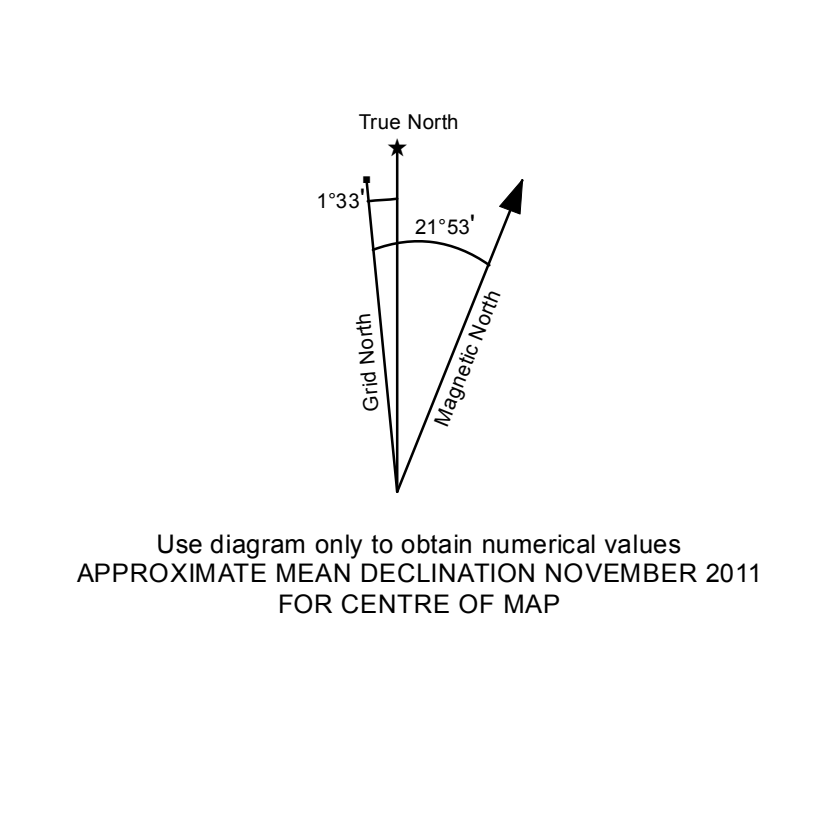 True North
1°33'
21°53'
Grid North
Magnetic North
Use diagram only to obtain numerical values
APPROXIMATE MEAN DECLINATION NOVEMBER 2011
FOR CENTRE OF MAP